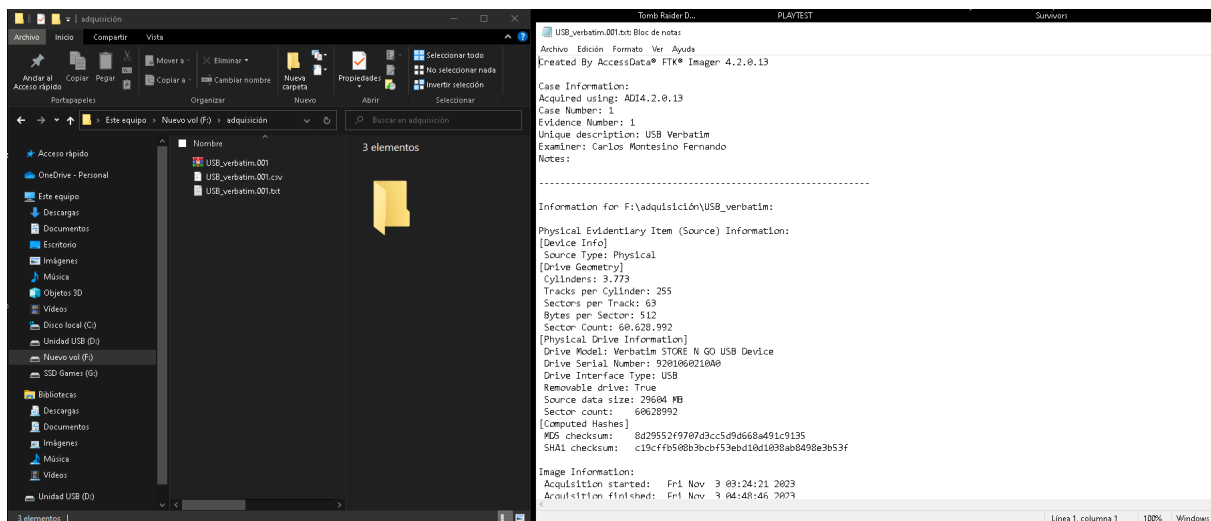 adquisición
Archivo Inicio Compartir Vista
Anclar al Acceso rápido
Copiar
Pegar
Mover a
Copiar a
Eliminar
Cambiar nombre
Nueva carpeta
Propiedades
Seleccionar todo
No seleccionar nada
Invertir selección
Portapapeles Organizar Nuevo Abrir Seleccionar
Este equipo > Nuevo vol (F:) > adquisición
Buscar en adquisición
Acceso rápido
OneDrive - Personal
Este equipo
Descargas
Documentos
Escritorio
Imágenes
Música
Objetos 3D
Vídeos
Disco local (C:)
Unidad USB (D:)
Nuevo vol (F:)
SSD Games (G:)
Bibliotecas
Descargas
Documentos
Imágenes
Música
Vídeos
Unidad USB (D:)
Nombre
USB_verbatim.001
USB_verbatim.001.csv
USB_verbatim.001.txt
3 elementos
3 elementos
Tomb Raider D... PLAYTEST Survivors
USB_verbatim.001.txt: Bloc de notas
Archivo Edición Formato Ver Ayuda
Created By AccessData® FTK® Imager 4.2.0.13
Case Information:
Acquired using: ADI4.2.0.13
Case Number: 1
Evidence Number: 1
Unique description: USB Verbatim
Examiner: Carlos Montesino Fernando
Notes:
--------------------------------------------------------------
Information for F:\adquisición\USB_verbatim:
Physical Evidentiary Item (Source) Information:
[Device Info]
Source Type: Physical
[Drive Geometry]
Cylinders: 3.773
Tracks per Cylinder: 255
Sectors per Track: 63
Bytes per Sector: 512
Sector Count: 60.628.992
[Physical Drive Information]
Drive Model: Verbatim STORE N GO USB Device
Drive Serial Number: 9201060210A0
Drive Interface Type: USB
Removable drive: True
Source data size: 29604 MB
Sector count: 60628992
[Computed Hashes]
MD5 checksum: 8d29552f9707d3cc5d9d668a491c9135
SHA1 checksum: c19cffb508b3bcbf53ebd10d1038ab8498e3b53f
Image Information:
Acquisition started: Fri Nov 3 03:24:21 2023
Acquisition finished: Fri Nov 3 04:48:46 2023
Línea 1, columna 1 100% Windows